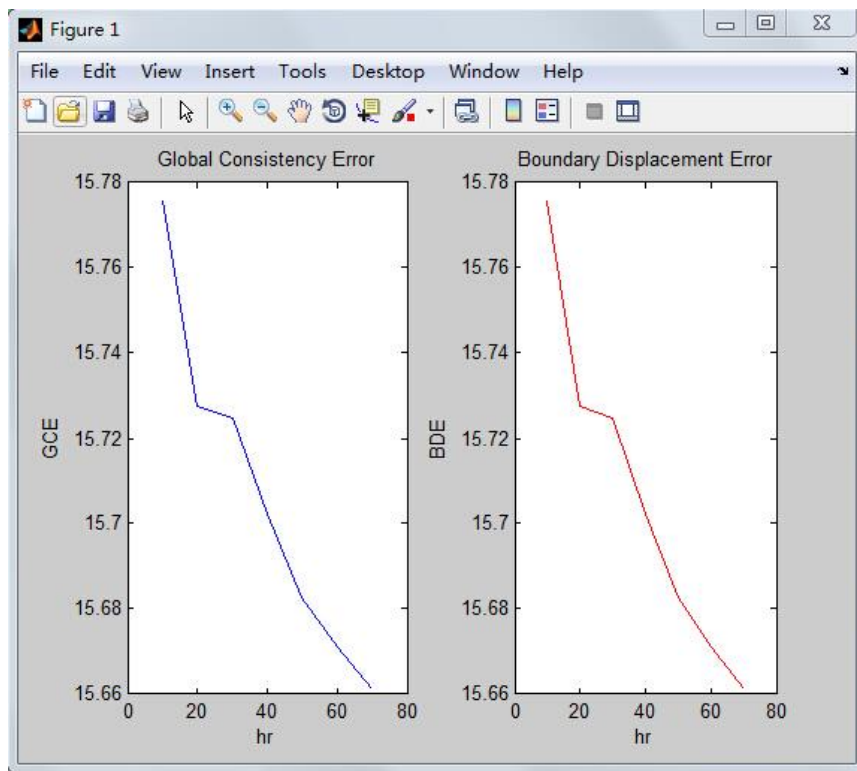 Figure 1
File Edit View Insert Tools Desktop Window Help
Global Consistency Error
15.78
15.76
15.74
15.72
15.7
15.68
15.66
GCE
0 20 40 60 80
hr
Boundary Displacement Error
15.78
15.76
15.74
15.72
15.7
15.68
15.66
BDE
0 20 40 60 80
hr